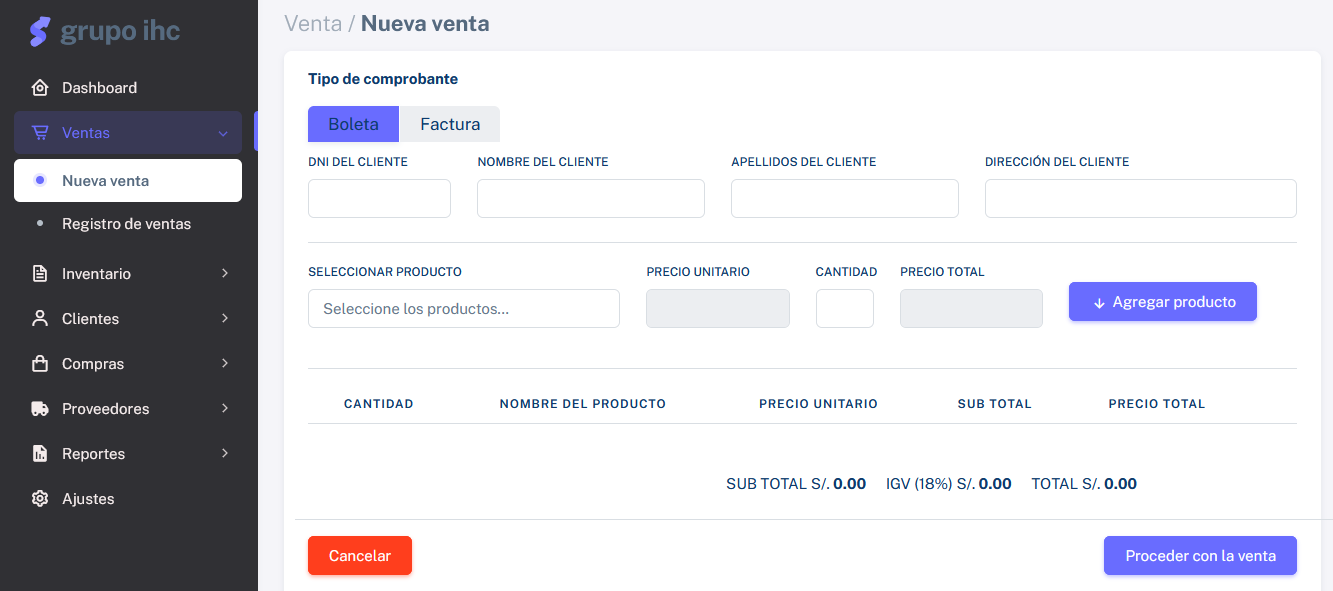 grupo ihc
Dashboard
Ventas
Nueva venta
Registro de ventas
Inventario
Clientes
Compras
Proveedores
Reportes
Ajustes
Venta / Nueva venta
Tipo de comprobante
Boleta Factura
DNI DEL CLIENTE NOMBRE DEL CLIENTE APELLIDOS DEL CLIENTE DIRECCIÓN DEL CLIENTE
SELECCIONAR PRODUCTO PRECIO UNITARIO CANTIDAD PRECIO TOTAL
Seleccione los productos... Agregar producto
CANTIDAD NOMBRE DEL PRODUCTO PRECIO UNITARIO SUB TOTAL PRECIO TOTAL
SUB TOTAL S/. 0.00 IGV (18%) S/. 0.00 TOTAL S/. 0.00
Cancelar Proceder con la venta